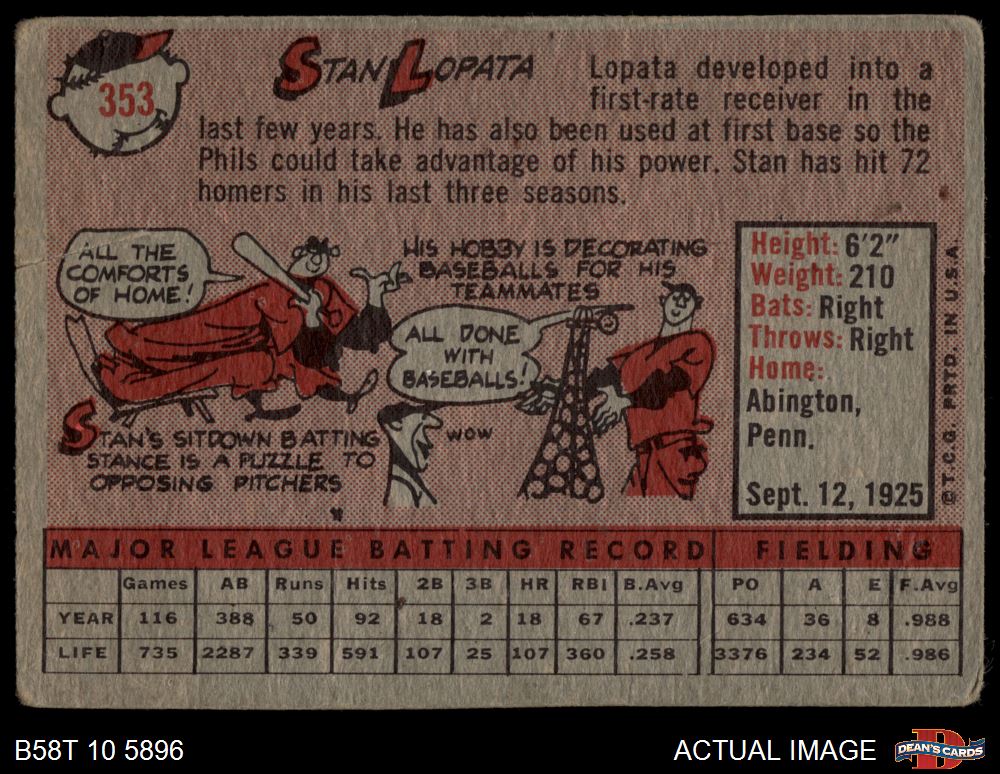 353
STAN LOPATA
Lopata developed into a
first-rate receiver in the
last few years. He has also been used at first base so the
Phils could take advantage of his power. Stan has hit 72
homers in his last three seasons.
ALL THE
COMFORTS
OF HOME!
STAN'S SITDOWN BATTING
STANCE IS A PUZZLE TO
OPPOSING PITCHERS
HIS HOBBY IS DECORATING
BASEBALLS FOR HIS
TEAMMATES
ALL DONE
WITH
BASEBALLS!
WOW
Height: 6'2"
Weight: 210
Bats: Right
Throws: Right
Home:
Abington,
Penn.
Sept. 12, 1925
© T.C.G. PRTD. IN U.S.A.
MAJOR LEAGUE BATTING RECORD FIELDING
Games AB Runs Hits 2B 3B HR RBI B.Avg PO A E F.Avg
YEAR 116 388 50 92 18 2 18 67 .237 634 36 8 .988
LIFE 735 2287 339 591 107 25 107 360 .258 3376 234 52 .986
B58T 10 5896
ACTUAL IMAGE
DEAN'S CARDS